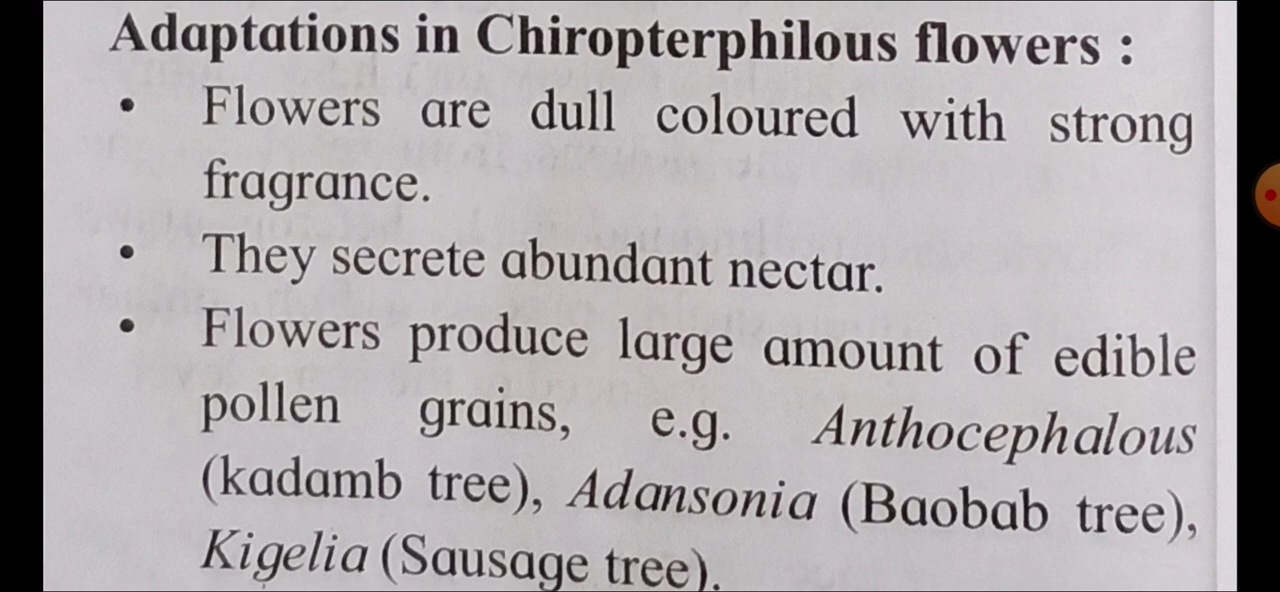 Adaptations in Chiropterphilous flowers :
• Flowers are dull coloured with strong
fragrance.
• They secrete abundant nectar.
• Flowers produce large amount of edible
pollen grains, e.g. Anthocephalous
(kadamb tree), Adansonia (Baobab tree),
Kigelia (Sausage tree).